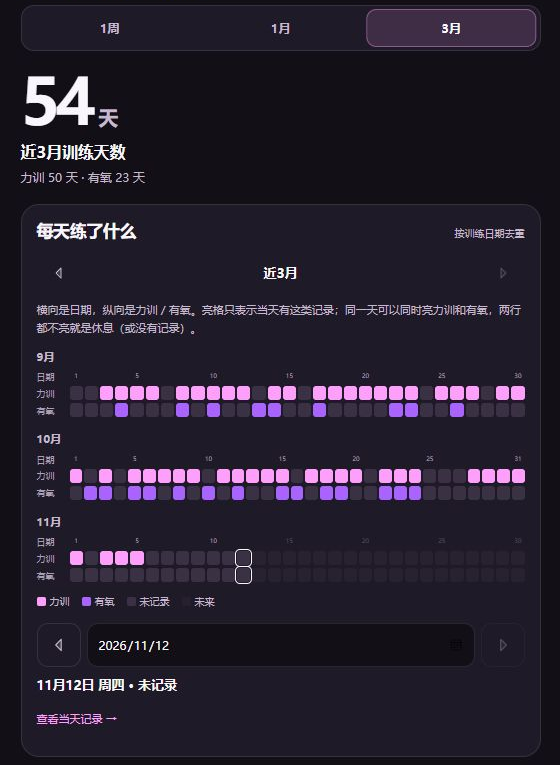 1周 1月 3月
54天
近3月训练天数
力训 50 天 · 有氧 23 天
每天练了什么 按训练日期去重
近3月
横向是日期，纵向是力训 / 有氧。亮格只表示当天有这类记录；同一天可以同时亮力训和有氧，两行
都不亮就是休息（或没有记录）。
9月
日期 1 5 10 15 20 25 30
力训
有氧
10月
日期 1 5 10 15 20 25 31
力训
有氧
11月
日期 1 5 10 15 20 25 30
力训
有氧
力训 有氧 未记录 未来
2026/11/12
11月12日 周四 • 未记录
查看当天记录 →